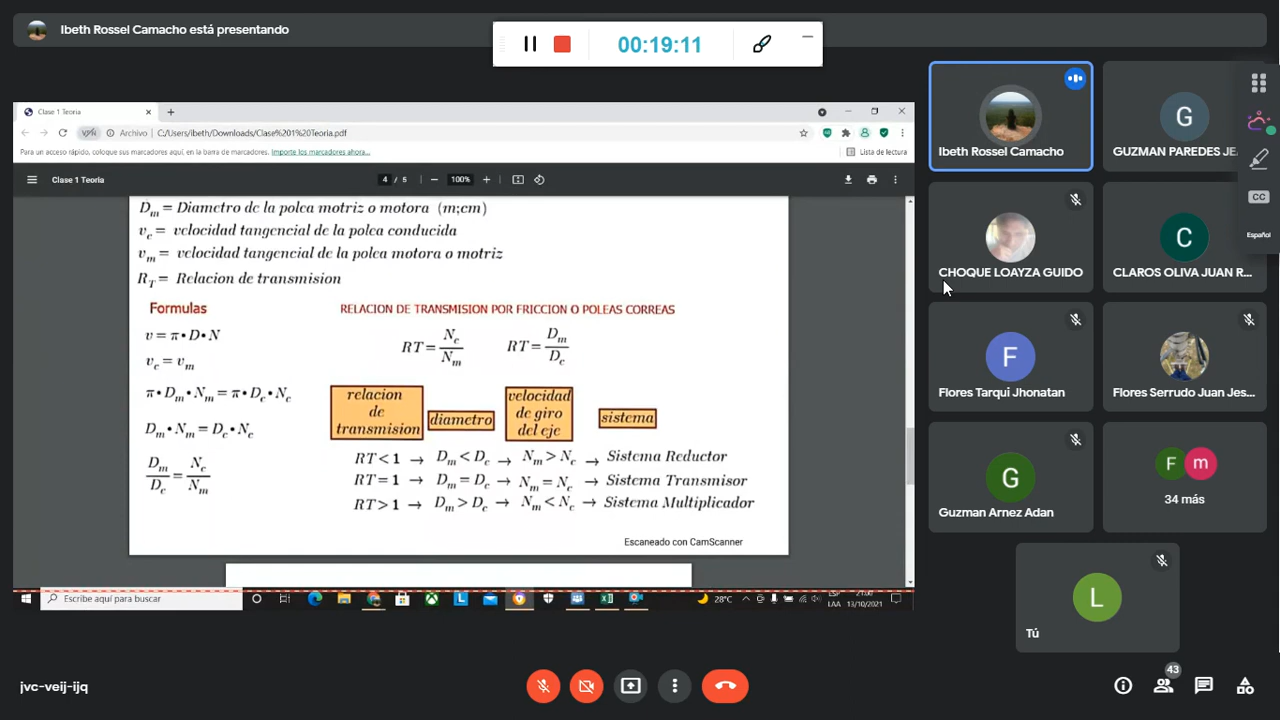 Ibeth Rossel Camacho está presentando
00:19:11
Clase 1 Teoria
VPN Archivo C:/Users/ibeth/Downloads/Clase%201%20Teoria.pdf
Para un acceso rápido, coloque sus marcadores aquí, en la barra de marcadores. Importe los marcadores ahora...
Lista de lectura
Clase 1 Teoria
4 / 5
100%
D_m = Diametro de la polea motriz o motora (m;cm)
v_c = velocidad tangencial de la polea conducida
v_m = velocidad tangencial de la polea motora o motriz
R_T = Relacion de transmision
Formulas
v = π•D•N
v_c = v_m
π•D_m•N_m = π•D_c•N_c
D_m•N_m = D_c•N_c
D_m/D_c = N_c/N_m
RELACION DE TRANSMISION POR FRICCION O POLEAS CORREAS
RT = N_c/N_m RT = D_m/D_c
relacion
de
transmision
diametro
velocidad
de giro
del eje
sistema
RT < 1 → D_m < D_c → N_m > N_c → Sistema Reductor
RT = 1 → D_m = D_c → N_m = N_c → Sistema Transmisor
RT > 1 → D_m > D_c → N_m < N_c → Sistema Multiplicador
Escaneado con CamScanner
Escribe aquí para buscar
28°C
ESP
LAA
21:00
13/10/2021
Ibeth Rossel Camacho
G
GUZMAN PAREDES JE
CHOQUE LOAYZA GUIDO
C
CLAROS OLIVA JUAN R...
F
Flores Tarqui Jhonatan
Flores Serrudo Juan Jes...
G
Guzman Arnez Adan
F m
34 más
L
Tú
CC
Español
jvc-veij-ijq
43